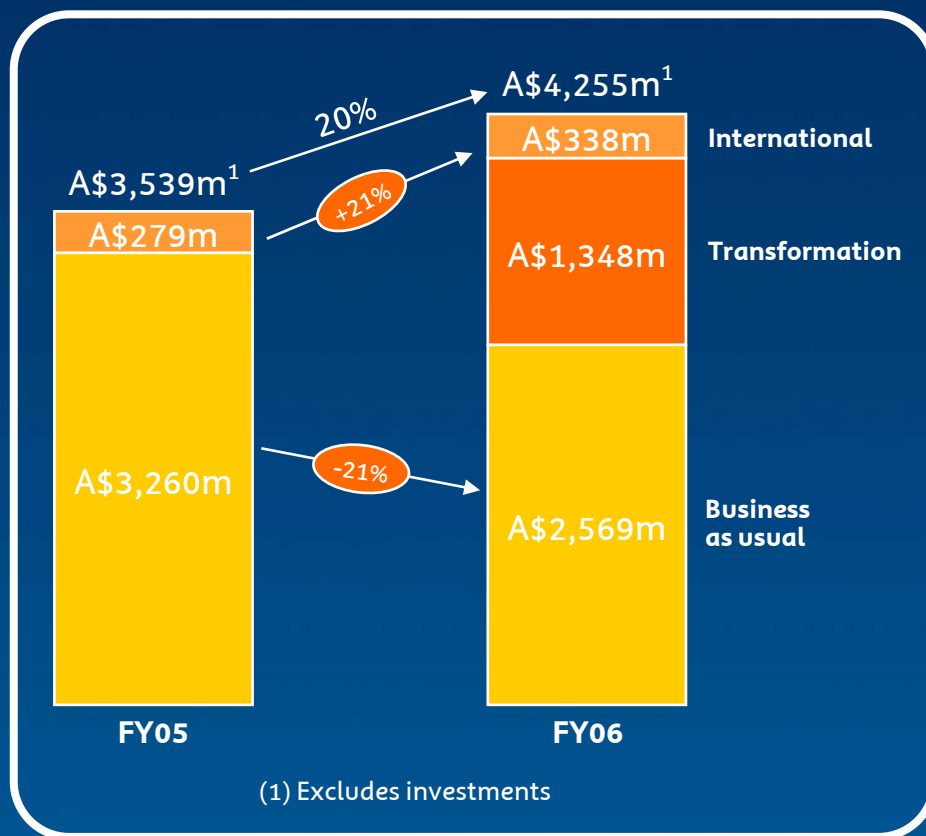 A$4,255m¹
20%
A$338m
International
A$3,539m¹
+21%
A$279m
A$1,348m
Transformation
-21%
A$3,260m
A$2,569m
Business
as usual
FY05
FY06
(1) Excludes investments